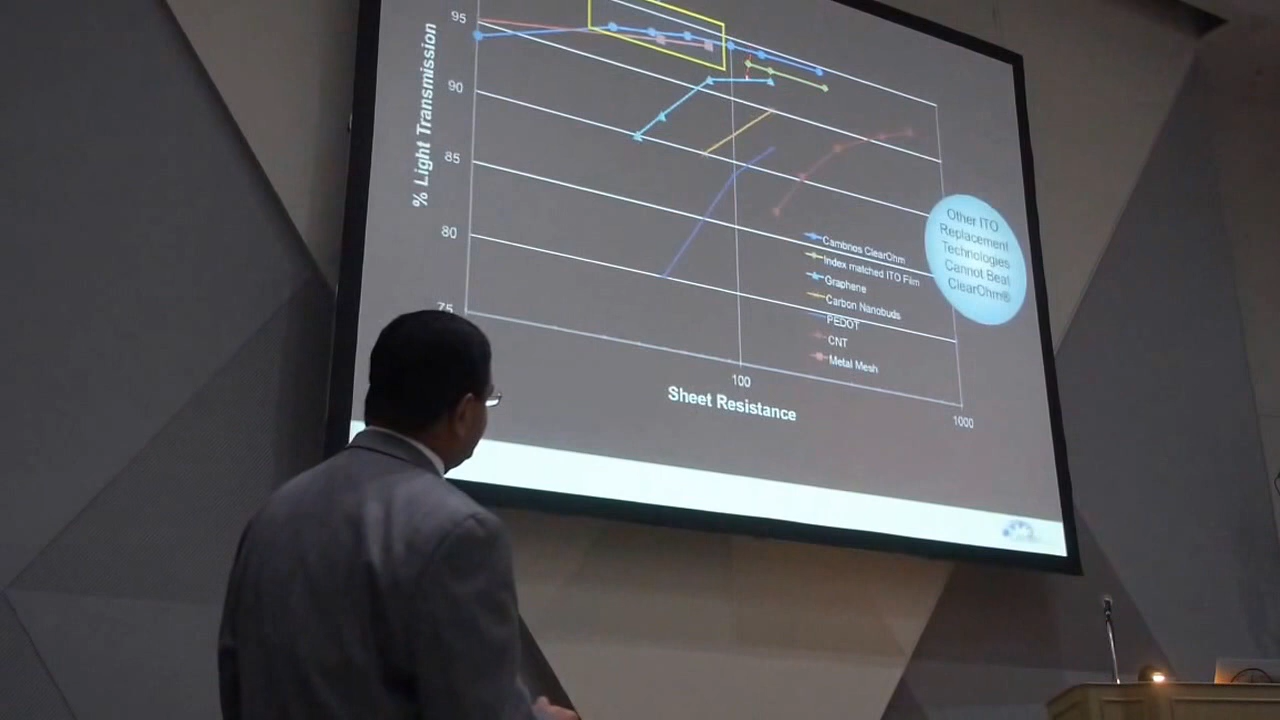 95
90
85
80
75
% Light Transmission
Cambrios ClearOhm
Index matched ITO Film
Graphene
Carbon Nanobuds
PEDOT
CNT
Metal Mesh
Other ITO
Replacement
Technologies
Cannot Beat
ClearOhm®
100
1000
Sheet Resistance